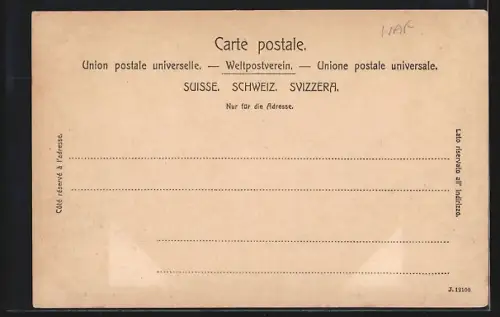 Carte postale.
Union postale universelle. — Weltpostverein. — Unione postale universale.
SUISSE. SCHWEIZ. SVIZZERA.
Nur für die Adresse.
Côté réservé à l'adresse.
Lato riservato all' indirizzo.